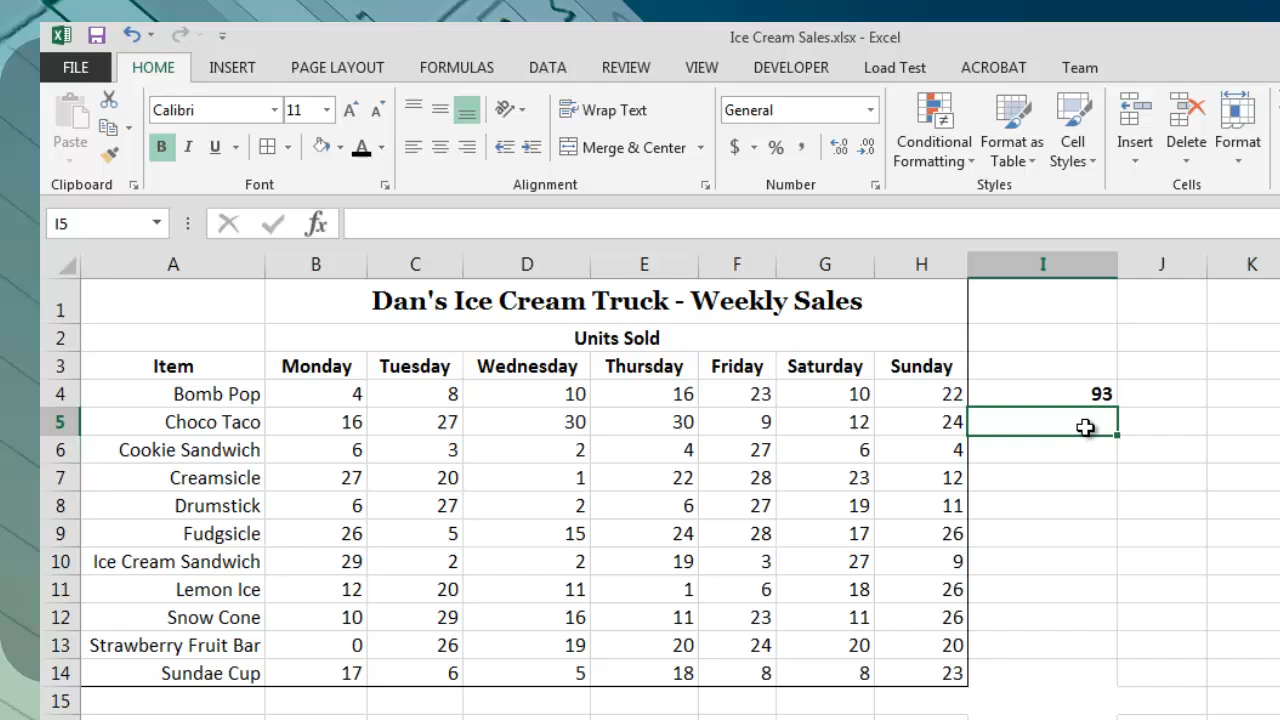 Ice Cream Sales.xlsx - Excel
FILE HOME INSERT PAGE LAYOUT FORMULAS DATA REVIEW VIEW DEVELOPER Load Test ACROBAT Team
Paste
Calibri 11
B I U A
Wrap Text
Merge & Center
General
$ % ,
Conditional Formatting
Format as Table
Cell Styles
Insert Delete Format
Clipboard Font Alignment Number Styles Cells
I5 fx
A B C D E F G H I J K
1 Dan's Ice Cream Truck - Weekly Sales
2 Units Sold
3 Item Monday Tuesday Wednesday Thursday Friday Saturday Sunday
4 Bomb Pop 4 8 10 16 23 10 22 93
5 Choco Taco 16 27 30 30 9 12 24
6 Cookie Sandwich 6 3 2 4 27 6 4
7 Creamsicle 27 20 1 22 28 23 12
8 Drumstick 6 27 2 6 27 19 11
9 Fudgsicle 26 5 15 24 28 17 26
10 Ice Cream Sandwich 29 2 2 19 3 27 9
11 Lemon Ice 12 20 11 1 6 18 26
12 Snow Cone 10 29 16 11 23 11 26
13 Strawberry Fruit Bar 0 26 19 20 24 20 20
14 Sundae Cup 17 6 5 18 8 8 23
15